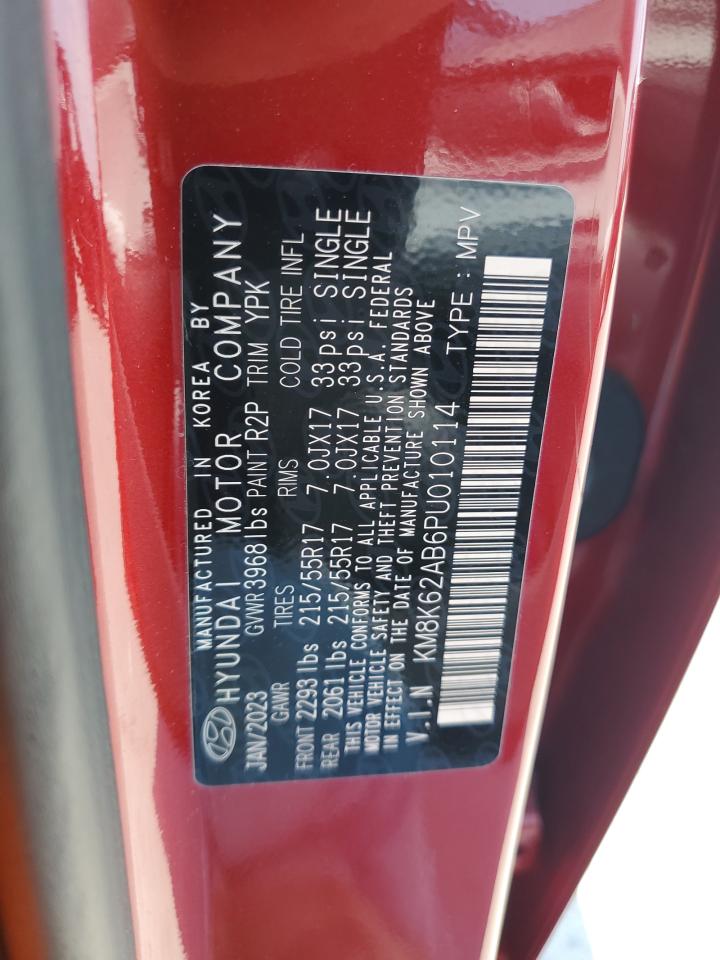 MANUFACTURED IN KOREA BY
HYUNDAI MOTOR COMPANY
JAN/2023 GVWR 3968 lbs PAINT R2P TRIM YPK
GAWR TIRES RIMS COLD TIRE INFL
FRONT 2293 lbs 215/55R17 7.0JX17 33psi SINGLE
REAR 2061 lbs 215/55R17 7.0JX17 33psi SINGLE
THIS VEHICLE CONFORMS TO ALL APPLICABLE U.S.A. FEDERAL
MOTOR VEHICLE SAFETY AND THEFT PREVENTION STANDARDS
IN EFFECT ON THE DATE OF MANUFACTURE SHOWN ABOVE
V.I.N KM8K62AB6PU010114 TYPE : MPV